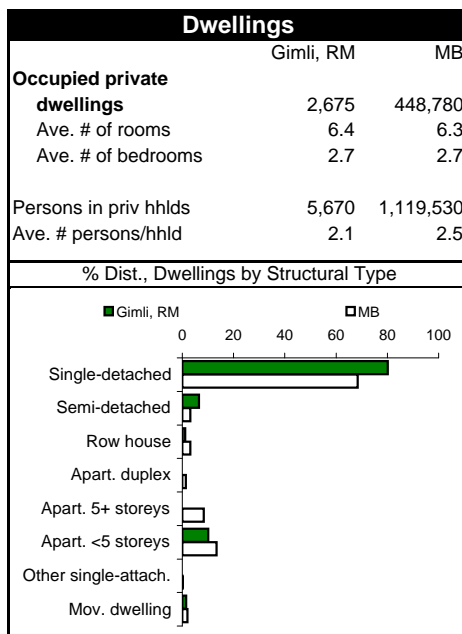 Dwellings
Gimli, RM MB
Occupied private
dwellings 2,675 448,780
Ave. # of rooms 6.4 6.3
Ave. # of bedrooms 2.7 2.7
Persons in priv hhlds 5,670 1,119,530
Ave. # persons/hhld 2.1 2.5
% Dist., Dwellings by Structural Type
Gimli, RM MB
0 20 40 60 80 100
Single-detached
Semi-detached
Row house
Apart. duplex
Apart. 5+ storeys
Apart. <5 storeys
Other single-attach.
Mov. dwelling